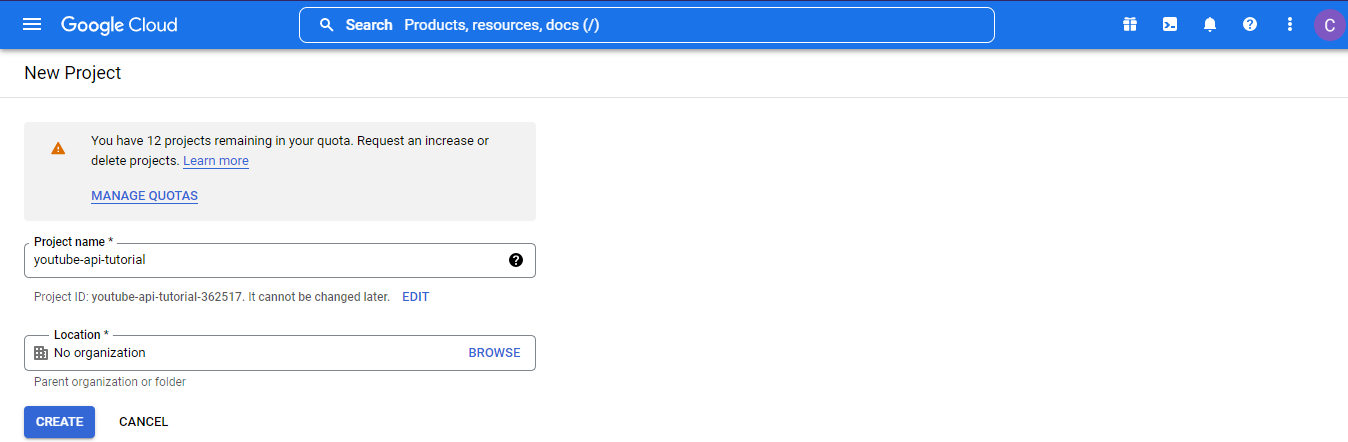 Google Cloud
Search Products, resources, docs (/)
C
New Project
You have 12 projects remaining in your quota. Request an increase or
delete projects. Learn more
MANAGE QUOTAS
Project name *
youtube-api-tutorial
Project ID: youtube-api-tutorial-362517. It cannot be changed later. EDIT
Location *
No organization BROWSE
Parent organization or folder
CREATE CANCEL